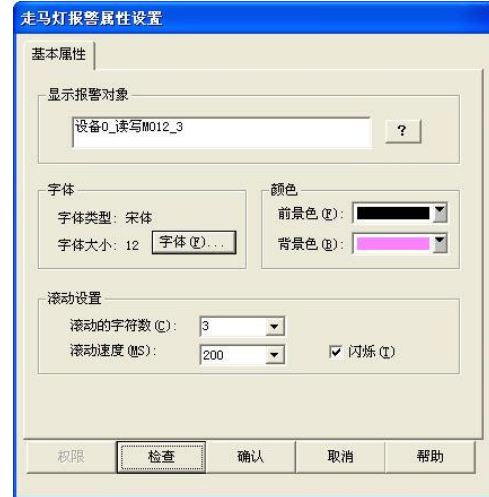 走马灯报警属性设置
基本属性
显示报警对象
设备0_读写M012_3
?
字体
字体类型: 宋体
字体大小: 12 字体(F)...
颜色
前景色(F):
背景色(B):
滚动设置
滚动的字符数(C): 3
滚动速度(MS): 200 闪烁(I)
权限 检查 确认 取消 帮助